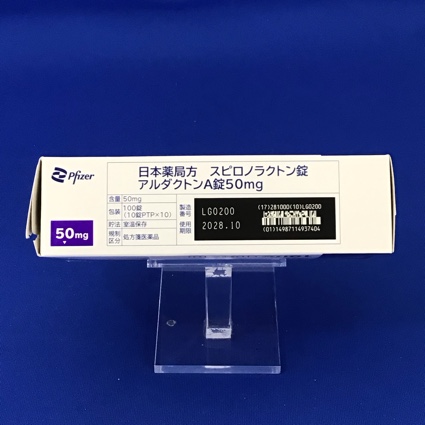 Pfizer
日本薬局方 スピロノラクトン錠
アルダクトンA錠50mg
50mg
含量 50mg
包装 100錠
(10錠PTP×10)
貯法 室温保存
規制区分 処方箋医薬品
製造番号 LG0200
使用期限 2028.10
(17)281000(10)LG0200
(01)14987114937404